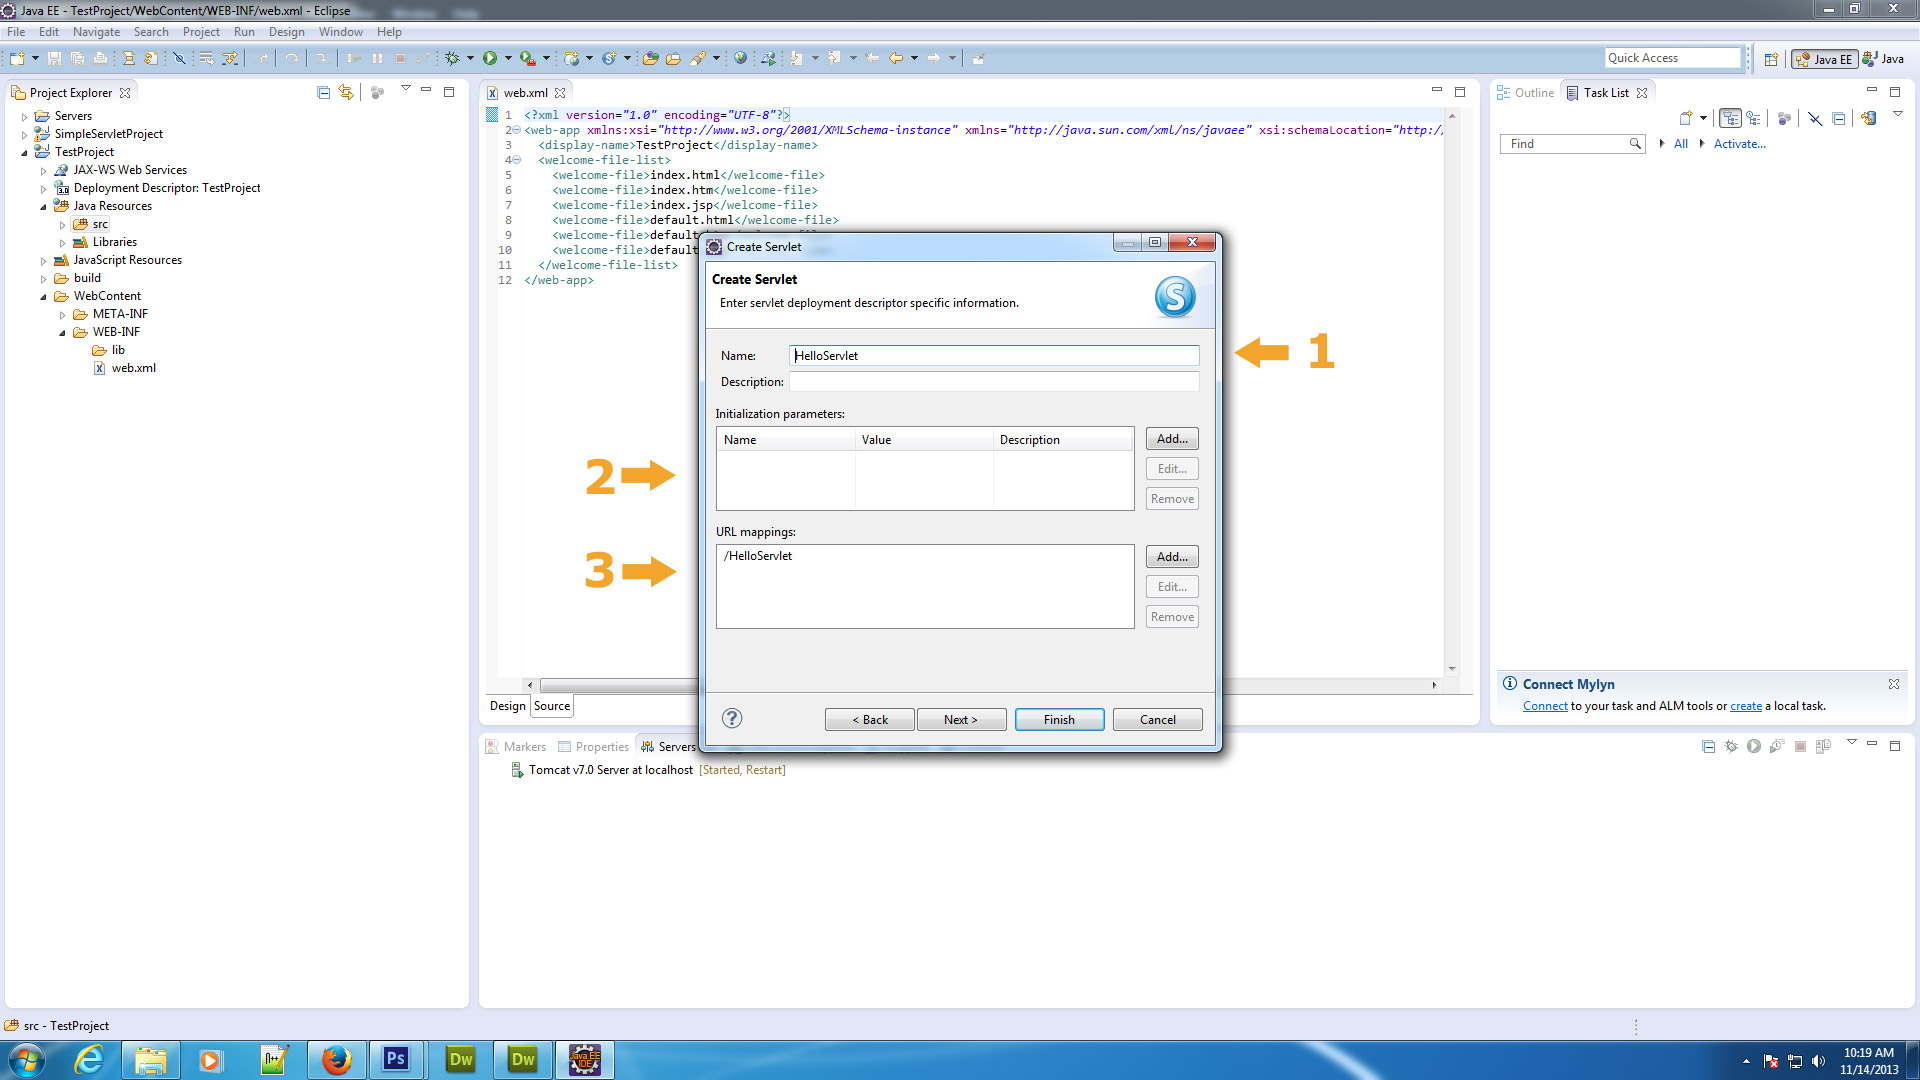 Java EE - TestProject/WebContent/WEB-INF/web.xml - Eclipse
File Edit Navigate Search Project Run Design Window Help
Quick Access
Java EE
Java
Project Explorer
Servers
SimpleServletProject
TestProject
JAX-WS Web Services
Deployment Descriptor: TestProject
Java Resources
src
Libraries
JavaScript Resources
build
WebContent
META-INF
WEB-INF
lib
web.xml
web.xml
1 <?xml version="1.0" encoding="UTF-8"?>
2 <web-app xmlns:xsi="http://www.w3.org/2001/XMLSchema-instance" xmlns="http://java.sun.com/xml/ns/javaee" xsi:schemaLocation="http:/
3 <display-name>TestProject</display-name>
4 <welcome-file-list>
5 <welcome-file>index.html</welcome-file>
6 <welcome-file>index.htm</welcome-file>
7 <welcome-file>index.jsp</welcome-file>
8 <welcome-file>default.html</welcome-file>
9 <welcome-file>default
10 <welcome-file>default
11 </welcome-file-list>
12 </web-app>
Design Source
Create Servlet
Create Servlet
Enter servlet deployment descriptor specific information.
S
Name: HelloServlet
Description:
Initialization parameters:
Name Value Description
Add...
Edit...
Remove
URL mappings:
/HelloServlet
Add...
Edit...
Remove
?
< Back Next > Finish Cancel
1
2
3
Outline Task List
Find
All Activate...
Connect Mylyn
Connect to your task and ALM tools or create a local task.
Markers Properties Servers
Tomcat v7.0 Server at localhost [Started, Restart]
src - TestProject
Ps
Dw
Dw
Java EE
IDE
10:19 AM
11/14/2013